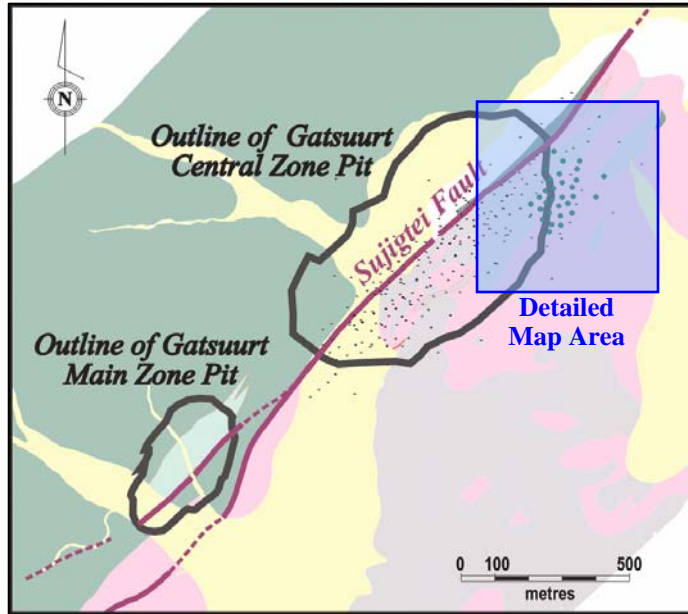 N
Outline of Gatsuurt
Central Zone Pit
Sujigtei Fault
Detailed
Map Area
Outline of Gatsuurt
Main Zone Pit
0 100 500
metres